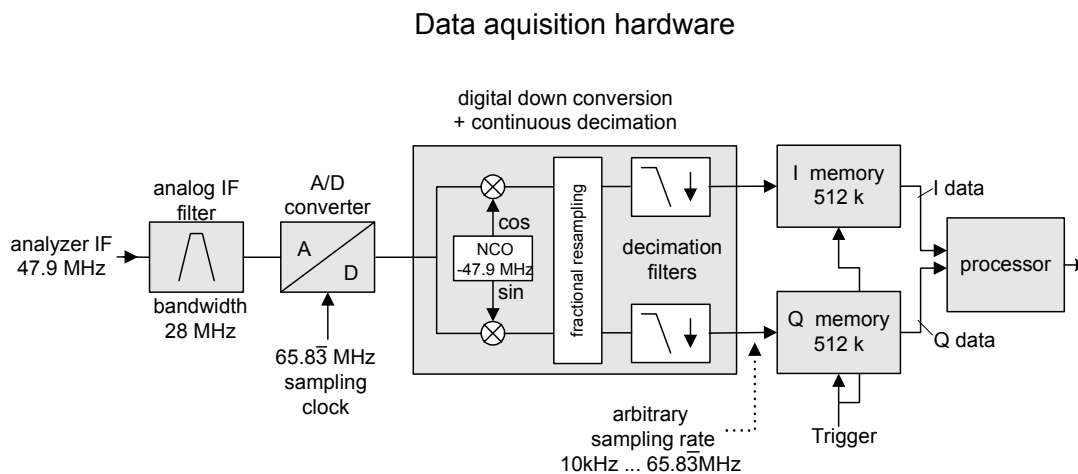 Data aquisition hardware
digital down conversion
+ continuous decimation
analog IF
filter
A/D
converter
analyzer IF
47.9 MHz
bandwidth
28 MHz
A
D
65.83̅ MHz
sampling
clock
cos
NCO
-47.9 MHz
sin
fractional resampling
decimation
filters
I memory
512 k
I data
Q memory
512 k
Q data
processor
arbitrary
sampling rate
10kHz ... 65.83̅MHz
Trigger